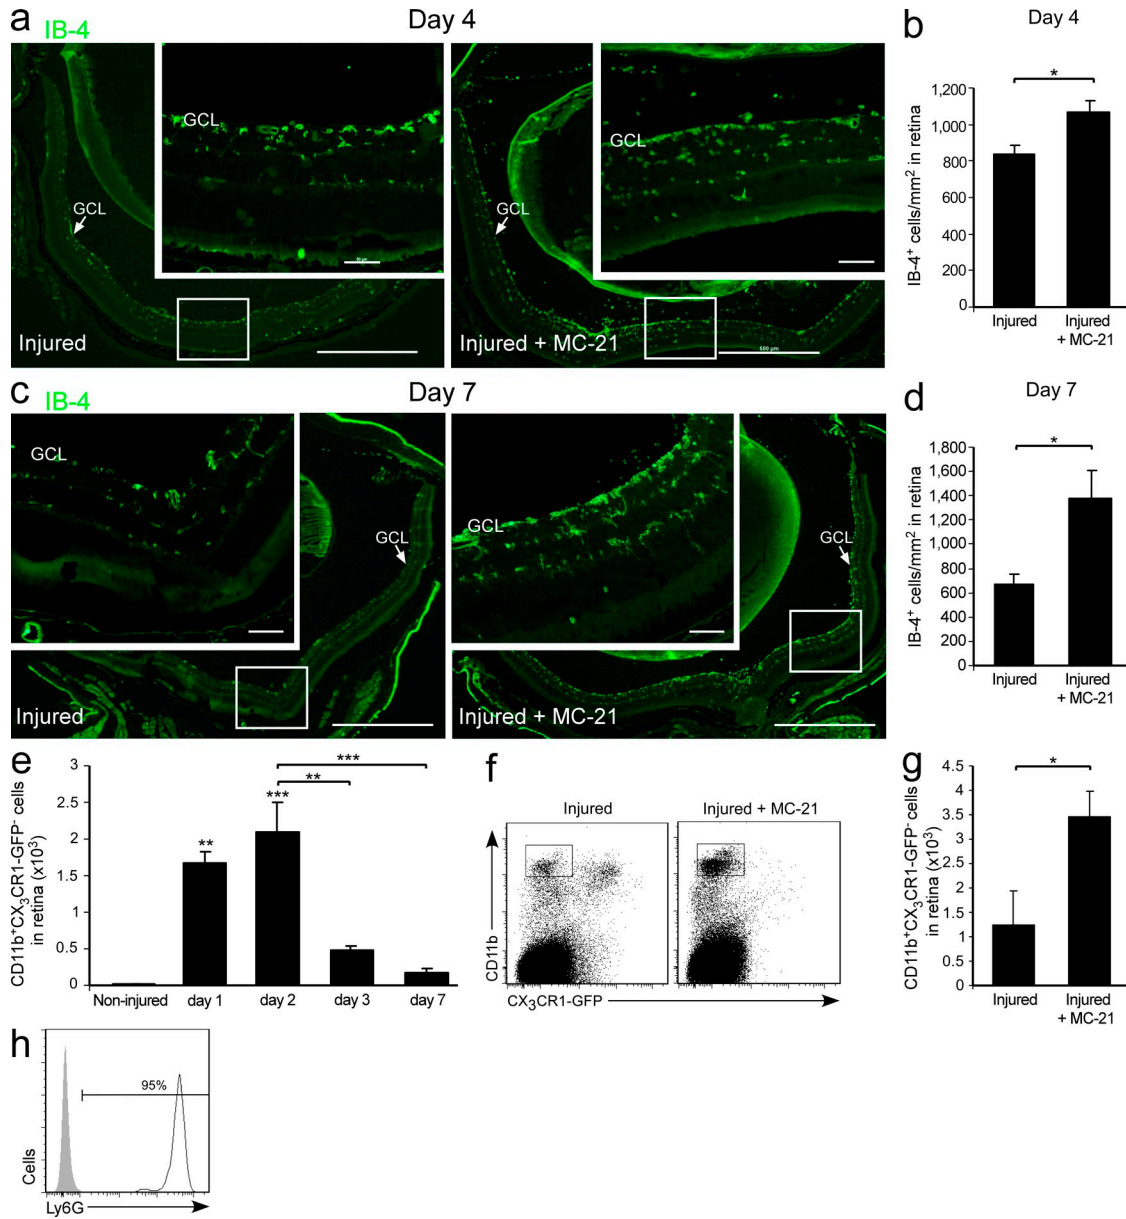 a
IB-4
Day 4
GCL
GCL
50 µm
Injured
GCL
GCL
500 µm
Injured + MC-21
b
Day 4
*
IB-4⁺ cells/mm² in retina
1,200
1,000
800
600
400
200
0
Injured
Injured
+ MC-21
c
IB-4
Day 7
GCL
GCL
Injured
GCL
GCL
Injured + MC-21
d
Day 7
*
IB-4⁺ cells/mm² in retina
1,800
1,600
1,400
1,200
1,000
800
600
400
200
0
Injured
Injured
+ MC-21
e
CD11b⁺CX₃CR1-GFP⁻ cells
in retina (x10³)
3
2.5
2
1.5
1
0.5
0
***
**
***
**
Non-injured
day 1
day 2
day 3
day 7
f
Injured
Injured + MC-21
CD11b
CX₃CR1-GFP
g
*
CD11b⁺CX₃CR1-GFP⁻ cells
in retina (x10³)
4.5
4
3.5
3
2.5
2
1.5
1
0.5
0
Injured
Injured
+ MC-21
h
95%
Cells
Ly6G